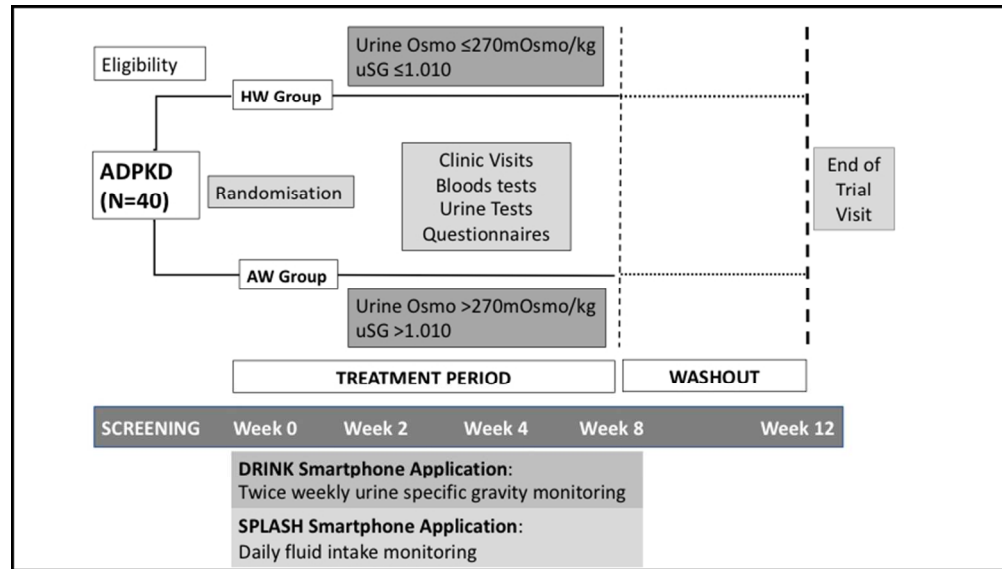 Urine Osmo ≤270mOsmo/kg
uSG ≤1.010
Eligibility
HW Group
ADPKD
(N=40)
Randomisation
Clinic Visits
Bloods tests
Urine Tests
Questionnaires
End of
Trial
Visit
AW Group
Urine Osmo >270mOsmo/kg
uSG >1.010
TREATMENT PERIOD
WASHOUT
SCREENING Week 0 Week 2 Week 4 Week 8 Week 12
DRINK Smartphone Application:
Twice weekly urine specific gravity monitoring
SPLASH Smartphone Application:
Daily fluid intake monitoring